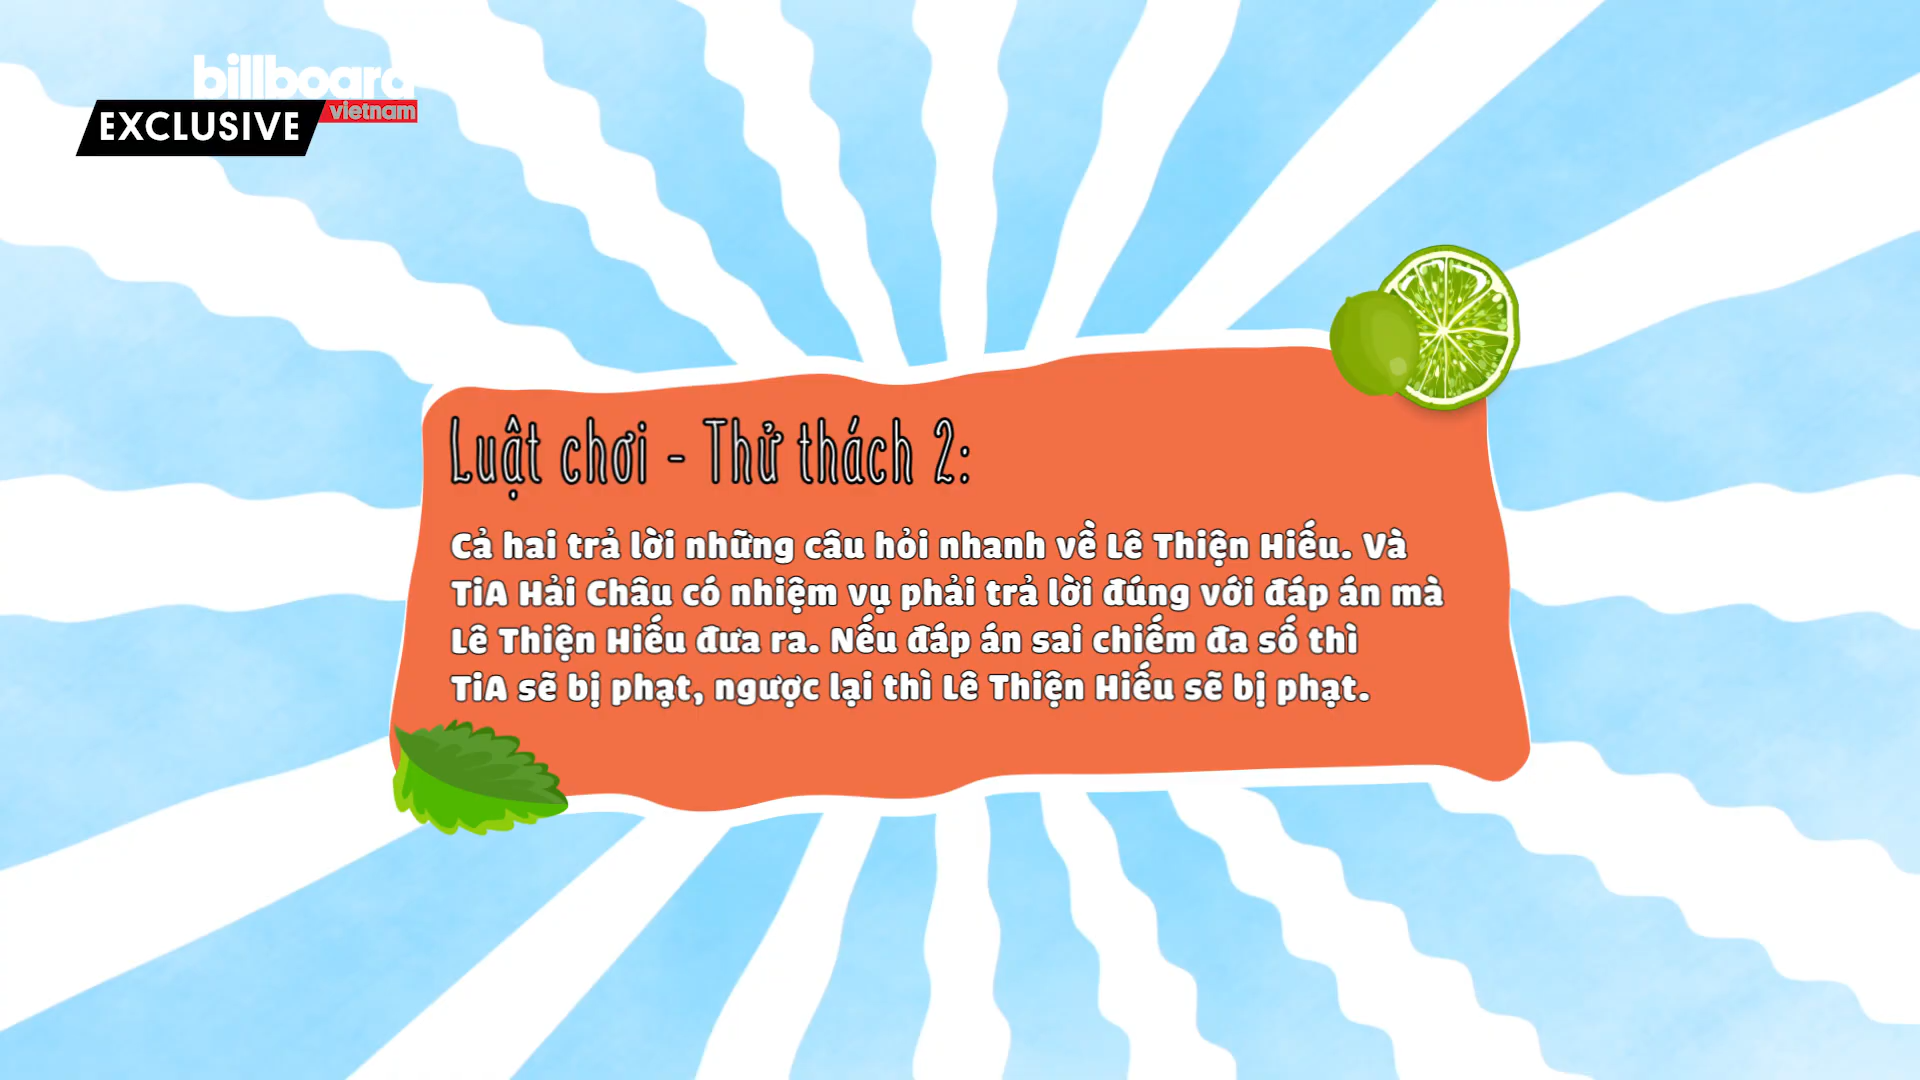 billboard
vietnam
EXCLUSIVE
Luật chơi - Thử thách 2:
Cả hai trả lời những câu hỏi nhanh về Lê Thiện Hiếu. Và
TiA Hải Châu có nhiệm vụ phải trả lời đúng với đáp án mà
Lê Thiện Hiếu đưa ra. Nếu đáp án sai chiếm đa số thì
TiA sẽ bị phạt, ngược lại thì Lê Thiện Hiếu sẽ bị phạt.